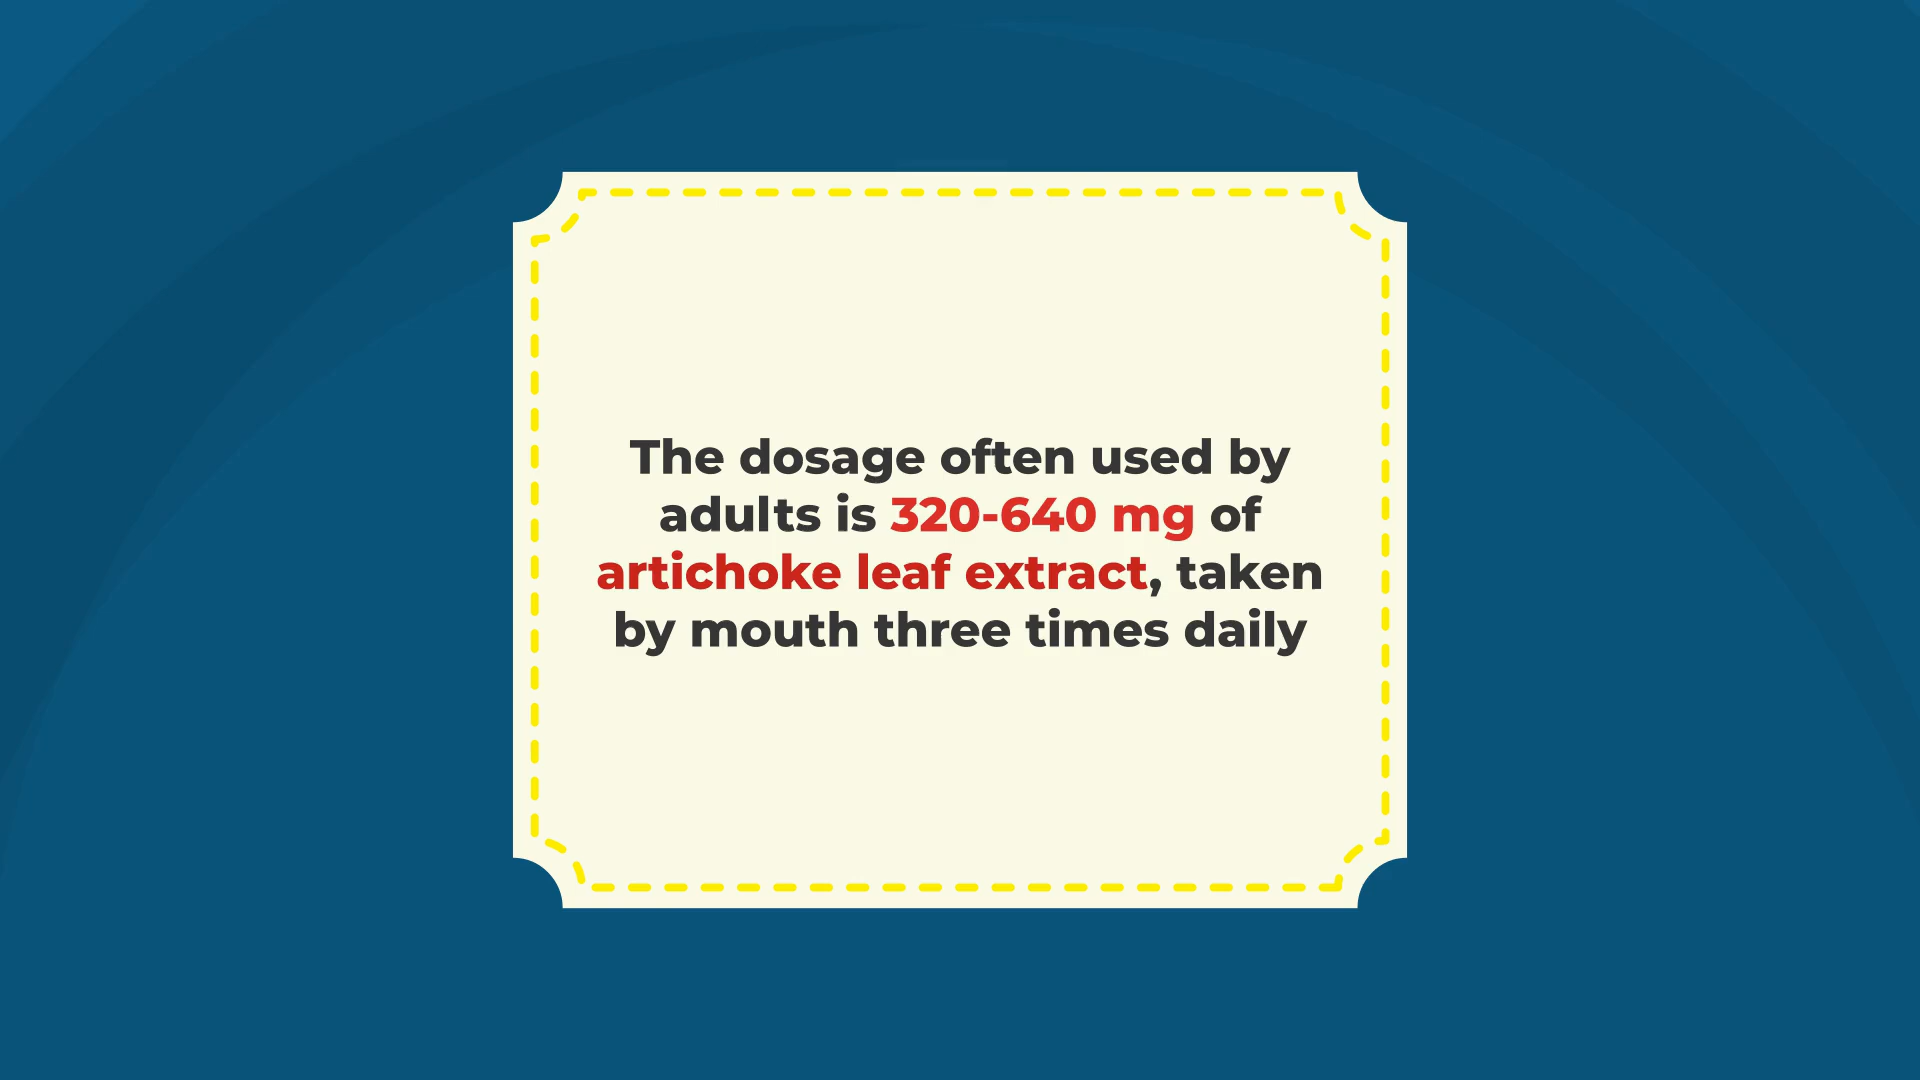 The dosage often used by
adults is 320-640 mg of
artichoke leaf extract, taken
by mouth three times daily